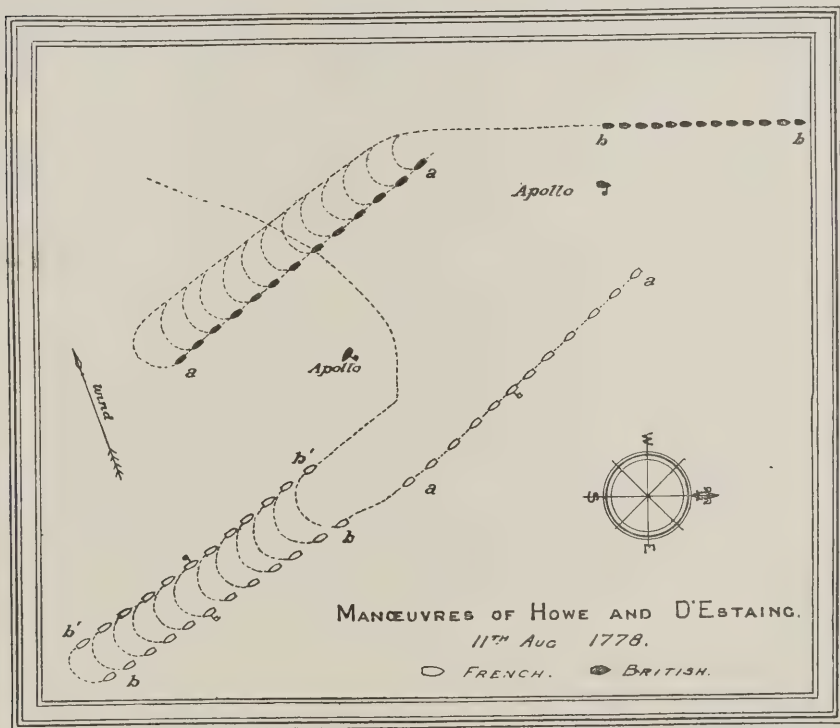 b b
Apollo
a
a
a
Apollo
wind
b'
a
W
S
E
b
b'
b
MANŒUVRES OF HOWE AND D'ESTAING.
11TH AUG 1778.
FRENCH. BRITISH.